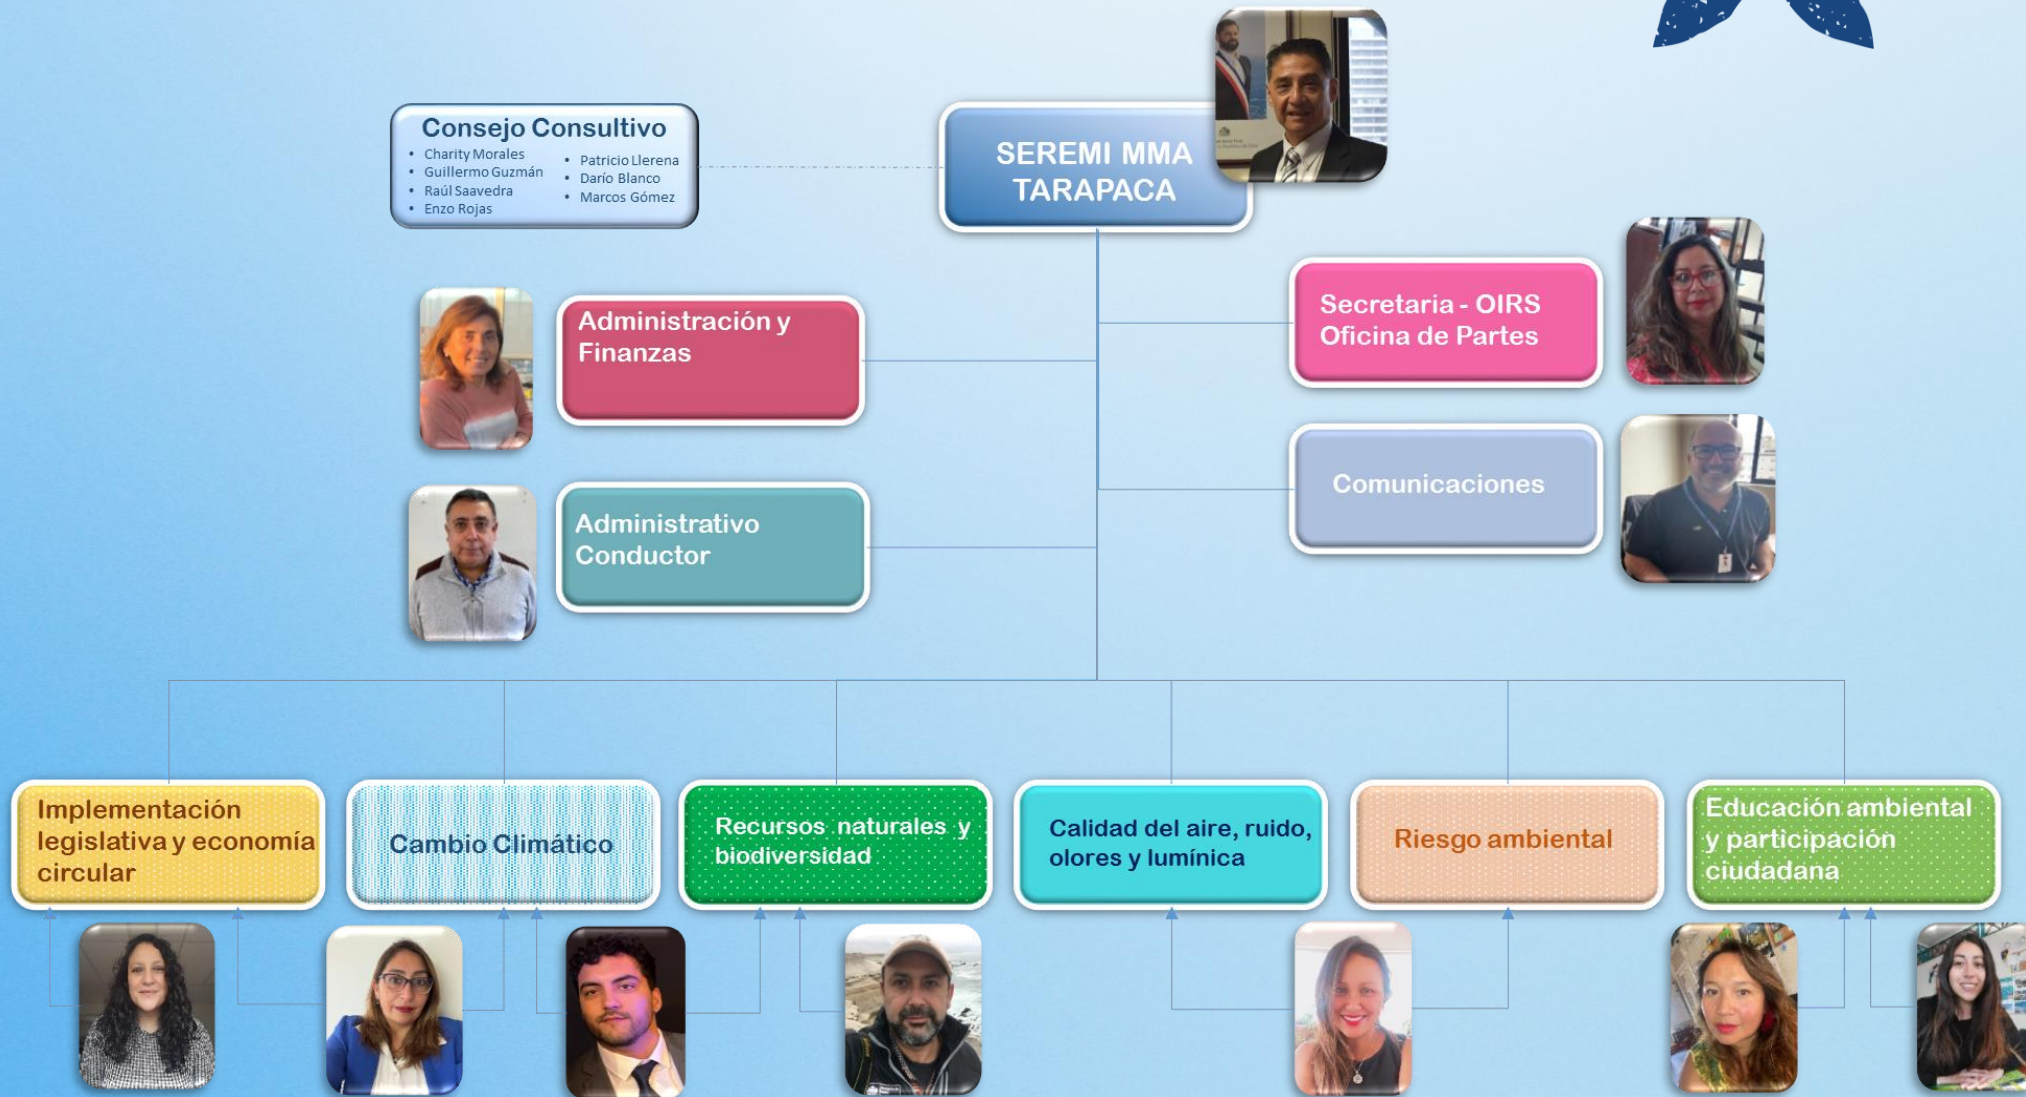 Consejo Consultivo
• Charity Morales
• Guillermo Guzmán
• Raúl Saavedra
• Enzo Rojas
• Patricio Llerena
• Darío Blanco
• Marcos Gómez
SEREMI MMA
TARAPACA
Administración y
Finanzas
Secretaria - OIRS
Oficina de Partes
Administrativo
Conductor
Comunicaciones
Implementación
legislativa y economía
circular
Cambio Climático
Recursos naturales y
biodiversidad
Calidad del aire, ruido,
olores y lumínica
Riesgo ambiental
Educación ambiental
y participación
ciudadana